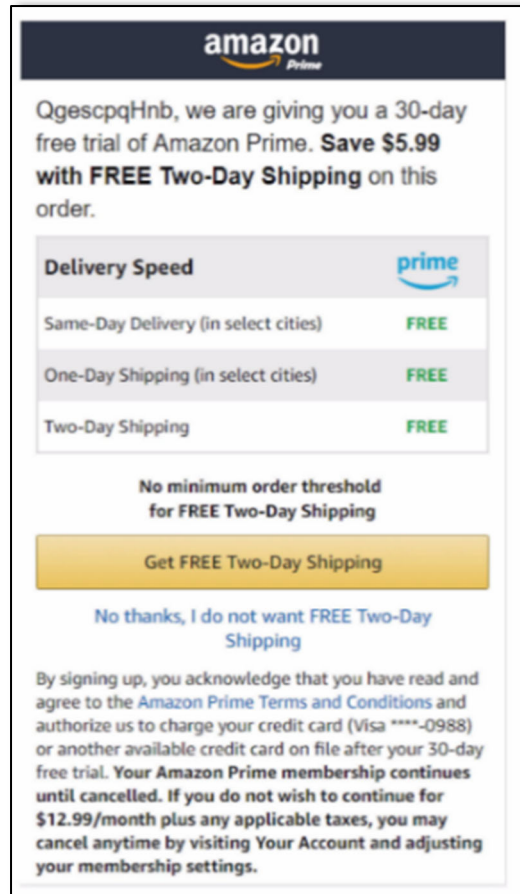 amazon
Prime
QgescpqHnb, we are giving you a 30-day
free trial of Amazon Prime. Save $5.99
with FREE Two-Day Shipping on this
order.
Delivery Speed prime
Same-Day Delivery (in select cities) FREE
One-Day Shipping (in select cities) FREE
Two-Day Shipping FREE
No minimum order threshold
for FREE Two-Day Shipping
Get FREE Two-Day Shipping
No thanks, I do not want FREE Two-Day
Shipping
By signing up, you acknowledge that you have read and
agree to the Amazon Prime Terms and Conditions and
authorize us to charge your credit card (Visa ****-0988)
or another available credit card on file after your 30-day
free trial. Your Amazon Prime membership continues
until cancelled. If you do not wish to continue for
$12.99/month plus any applicable taxes, you may
cancel anytime by visiting Your Account and adjusting
your membership settings.